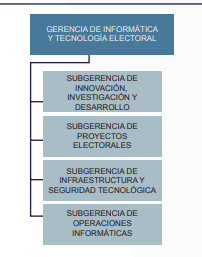 GERENCIA DE INFORMÁTICA
Y TECNOLOGÍA ELECTORAL
SUBGERENCIA DE
INNOVACIÓN,
INVESTIGACIÓN Y
DESARROLLO
SUBGERENCIA DE
PROYECTOS
ELECTORALES
SUBGERENCIA DE
INFRAESTRUCTURA Y
SEGURIDAD TECNOLÓGICA
SUBGERENCIA DE
OPERACIONES
INFORMÁTICAS